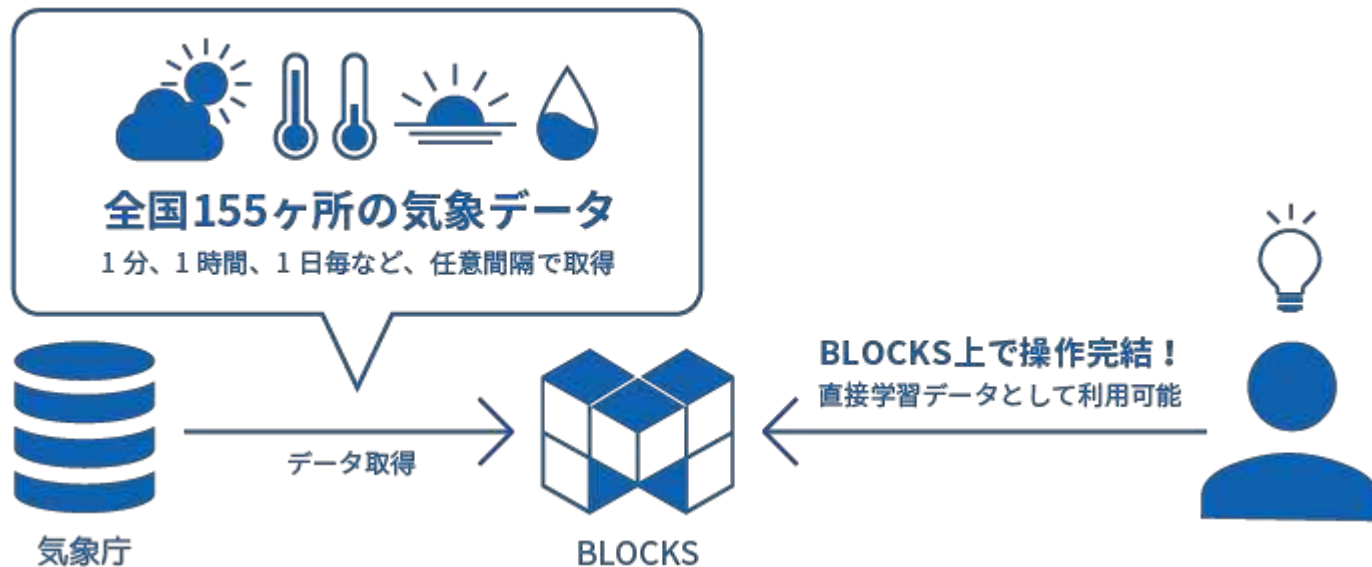 全国155ヶ所の気象データ
1分、1時間、1日毎など、任意間隔で取得
BLOCKS上で操作完結！
直接学習データとして利用可能
データ取得
気象庁
BLOCKS